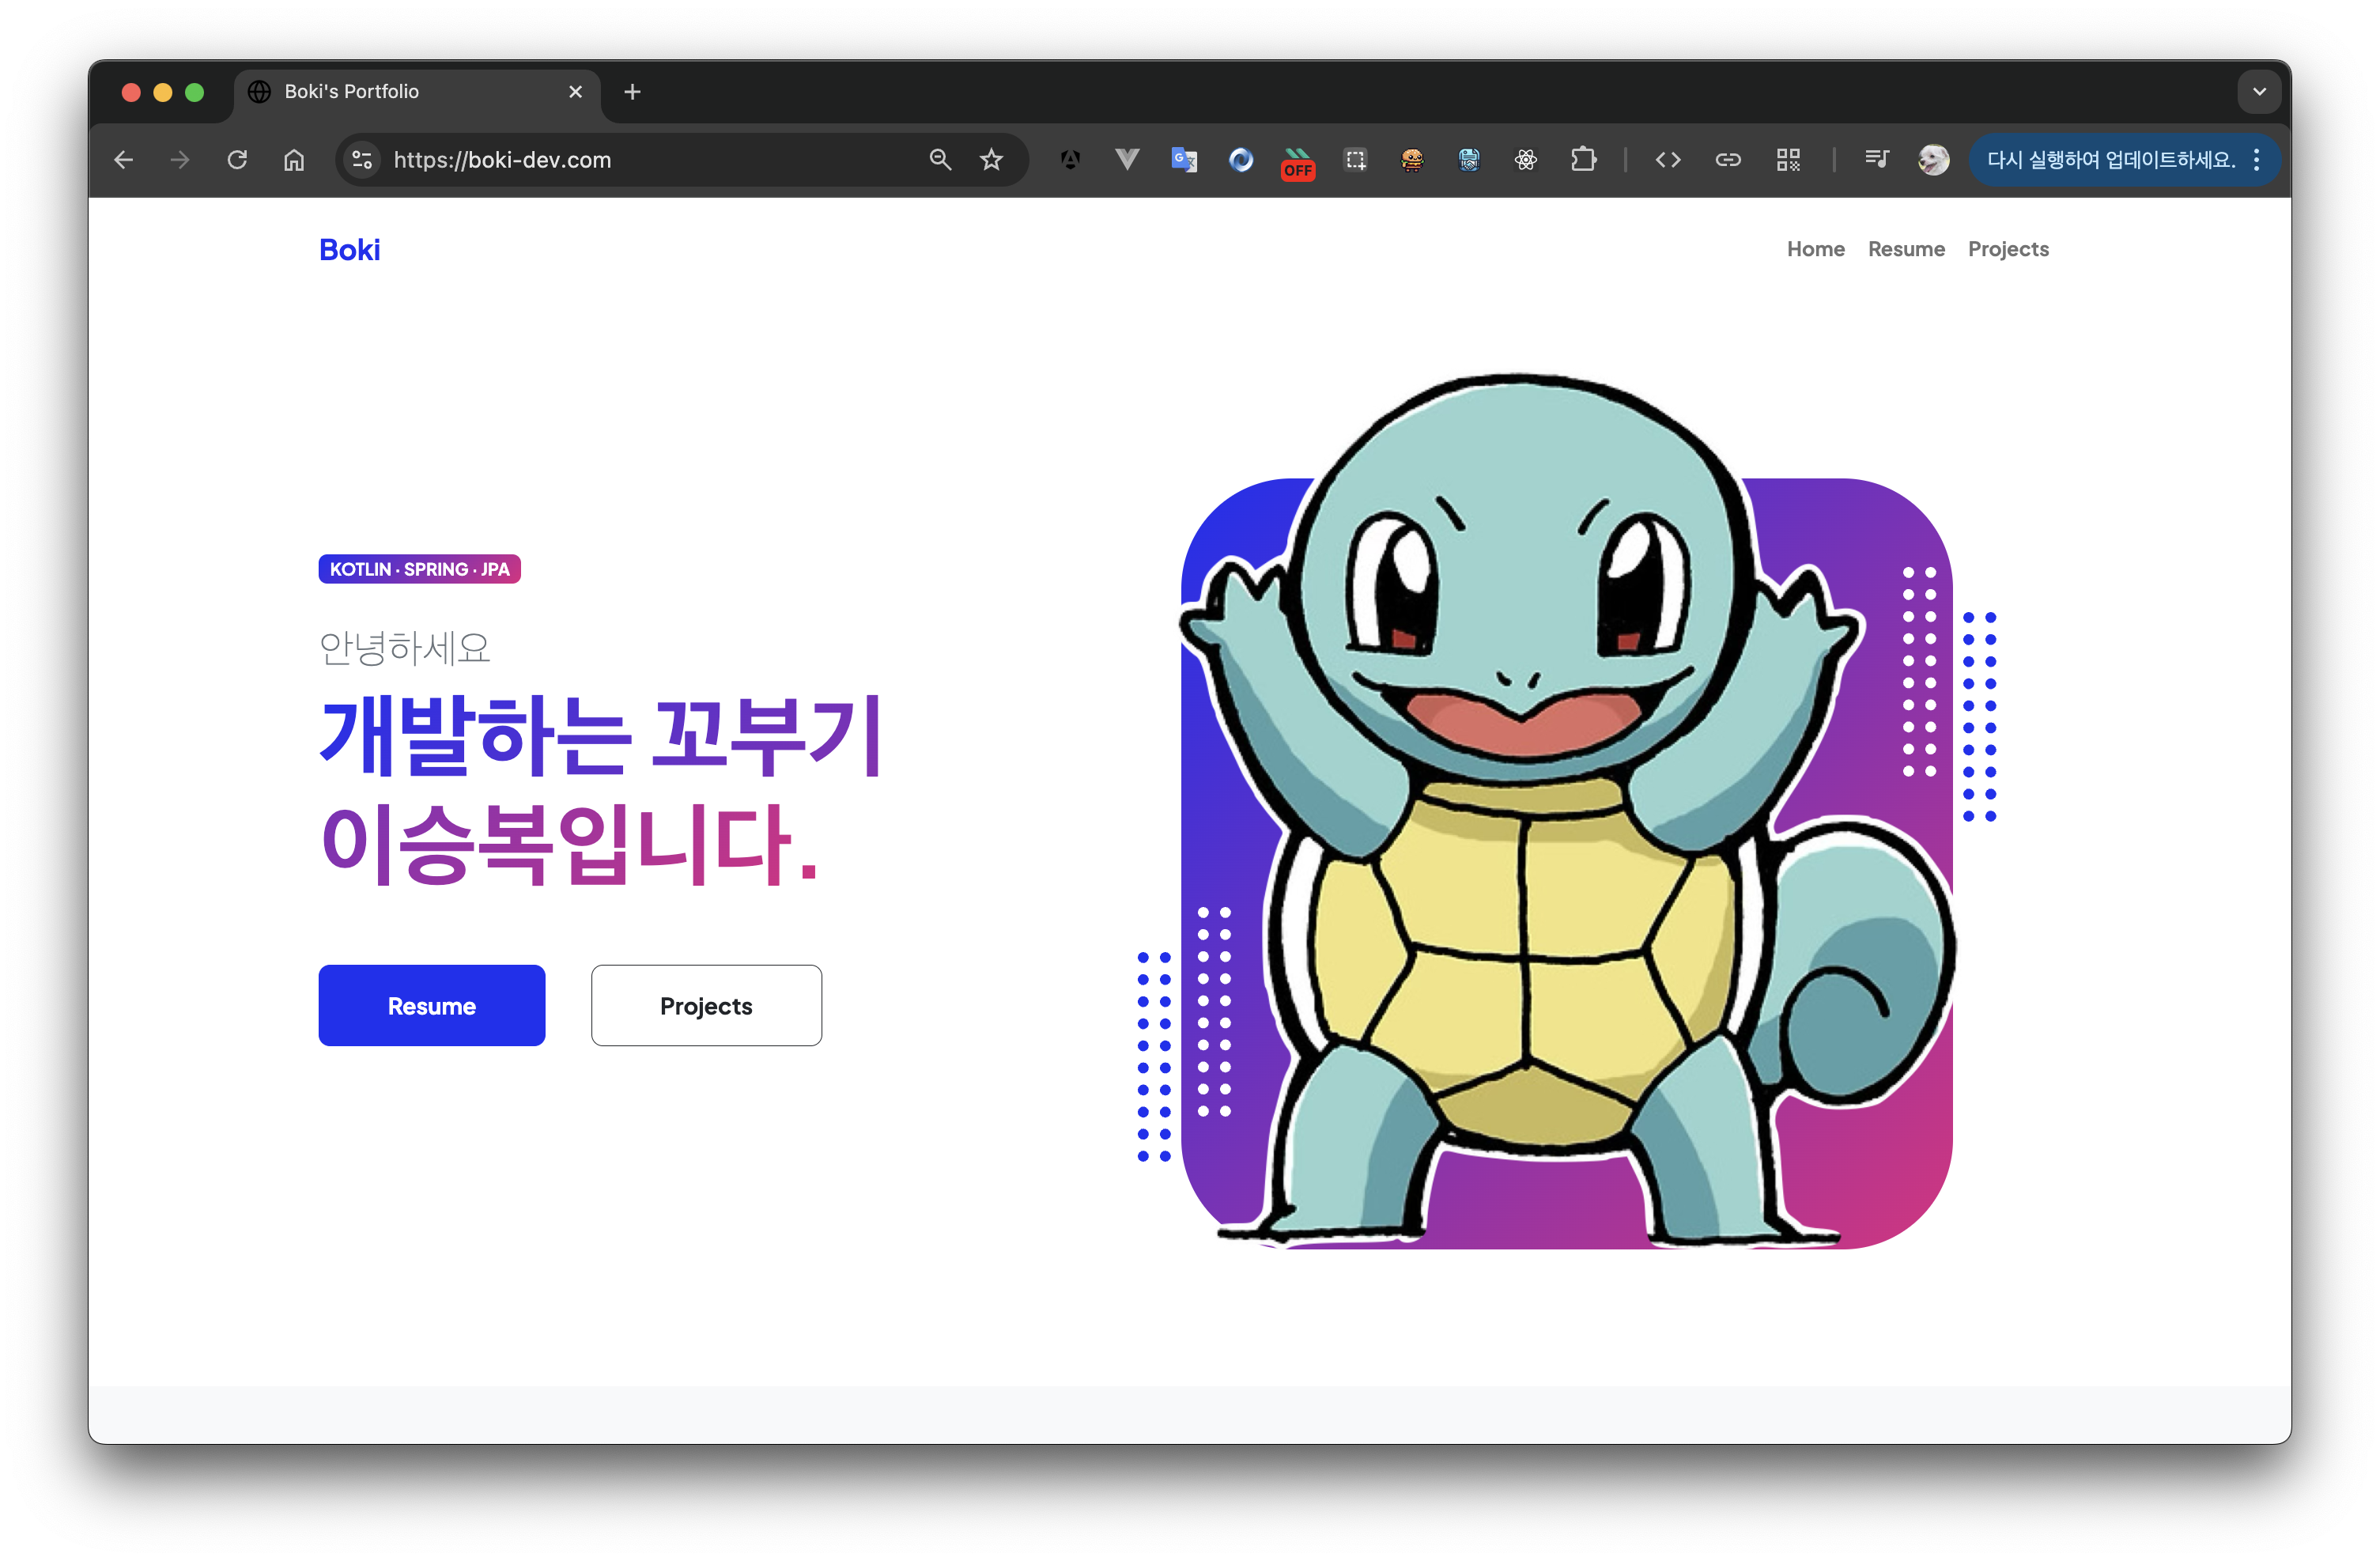 Boki's Portfolio
https://boki-dev.com
OFF
다시 실행하여 업데이트하세요.
Boki
Home Resume Projects
KOTLIN · SPRING · JPA
안녕하세요
개발하는 꼬부기
이승복입니다.
Resume Projects